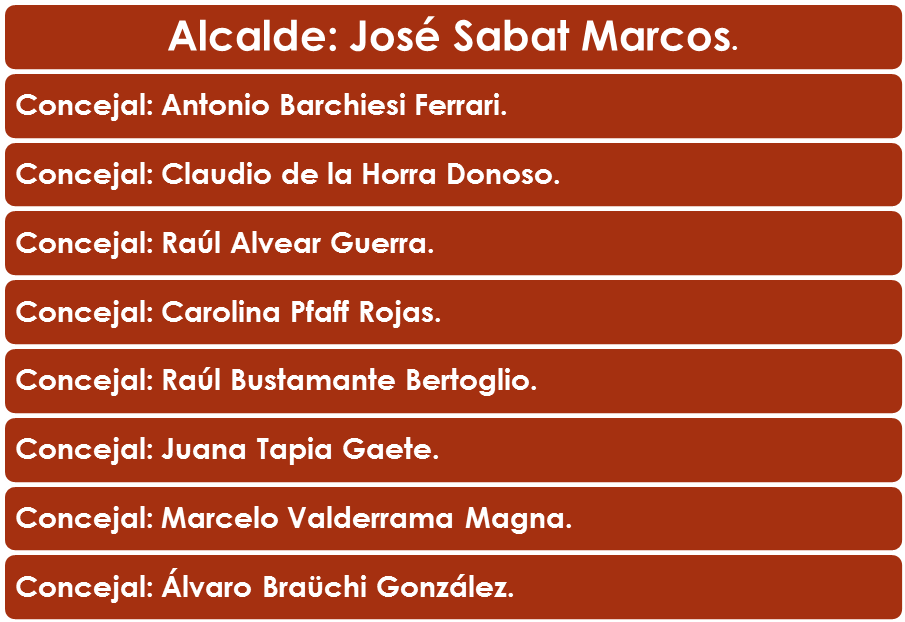 Alcalde: José Sabat Marcos.
Concejal: Antonio Barchiesi Ferrari.
Concejal: Claudio de la Horra Donoso.
Concejal: Raúl Alvear Guerra.
Concejal: Carolina Pfaff Rojas.
Concejal: Raúl Bustamante Bertoglio.
Concejal: Juana Tapia Gaete.
Concejal: Marcelo Valderrama Magna.
Concejal: Álvaro Braüchi González.